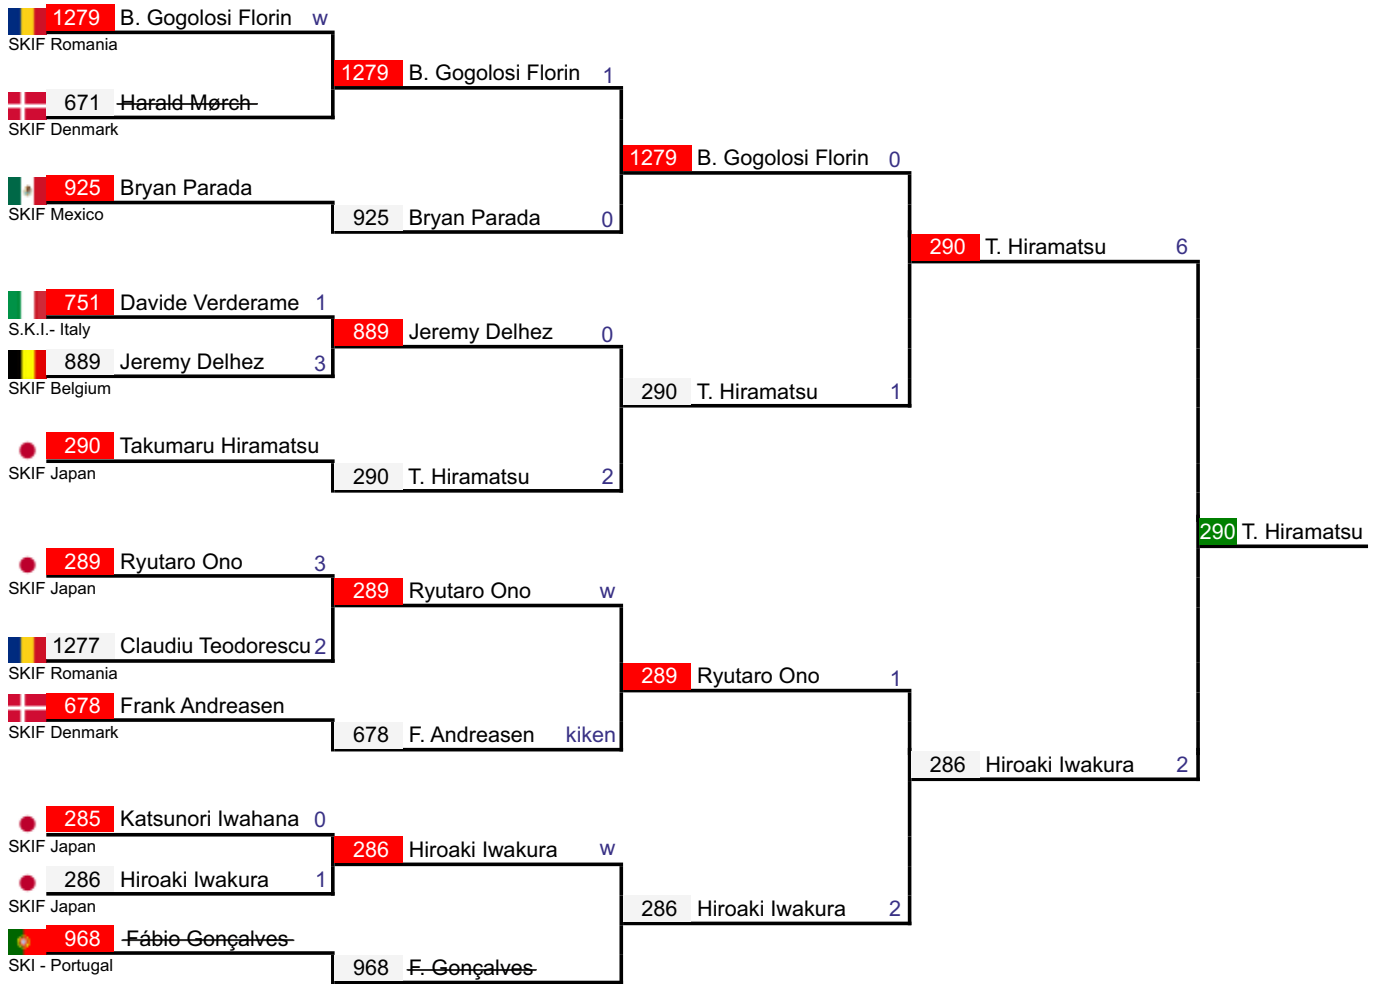 1279 B. Gogolosi Florin w
SKIF Romania
1279 B. Gogolosi Florin 1
671 Harald Mørch
SKIF Denmark
1279 B. Gogolosi Florin 0
925 Bryan Parada
SKIF Mexico
925 Bryan Parada 0
290 T. Hiramatsu 6
751 Davide Verderame 1
S.K.I.- Italy
889 Jeremy Delhez 0
889 Jeremy Delhez 3
SKIF Belgium
290 T. Hiramatsu 1
290 Takumaru Hiramatsu
SKIF Japan
290 T. Hiramatsu 2
290 T. Hiramatsu
289 Ryutaro Ono 3
SKIF Japan
289 Ryutaro Ono w
1277 Claudiu Teodorescu 2
SKIF Romania
289 Ryutaro Ono 1
678 Frank Andreasen
SKIF Denmark
678 F. Andreasen kiken
286 Hiroaki Iwakura 2
285 Katsunori Iwahana 0
SKIF Japan
286 Hiroaki Iwakura w
286 Hiroaki Iwakura 1
SKIF Japan
286 Hiroaki Iwakura 2
968 Fábio Gonçalves
SKI - Portugal
968 F. Gonçalves